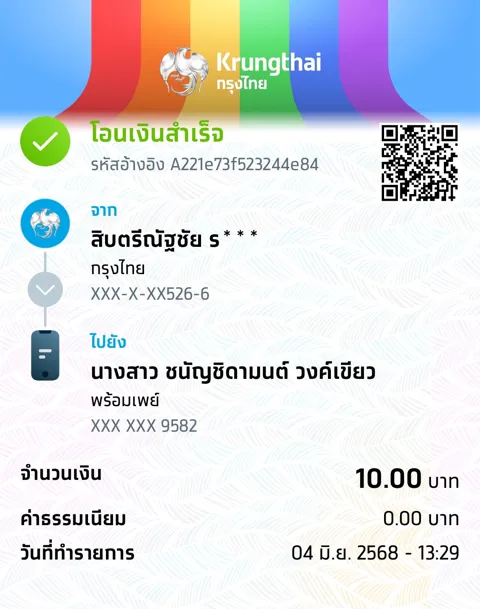 Krungthai
กรุงไทย
โอนเงินสำเร็จ
รหัสอ้างอิง A221e73f523244e84
จาก
สิบตรีณัฐชัย ร***
กรุงไทย
XXX-X-XX526-6
ไปยัง
นางสาว ชนัญชิดามนต์ วงค์เขียว
พร้อมเพย์
XXX XXX 9582
จำนวนเงิน 10.00 บาท
ค่าธรรมเนียม 0.00 บาท
วันที่ทำรายการ 04 มิ.ย. 2568 - 13:29